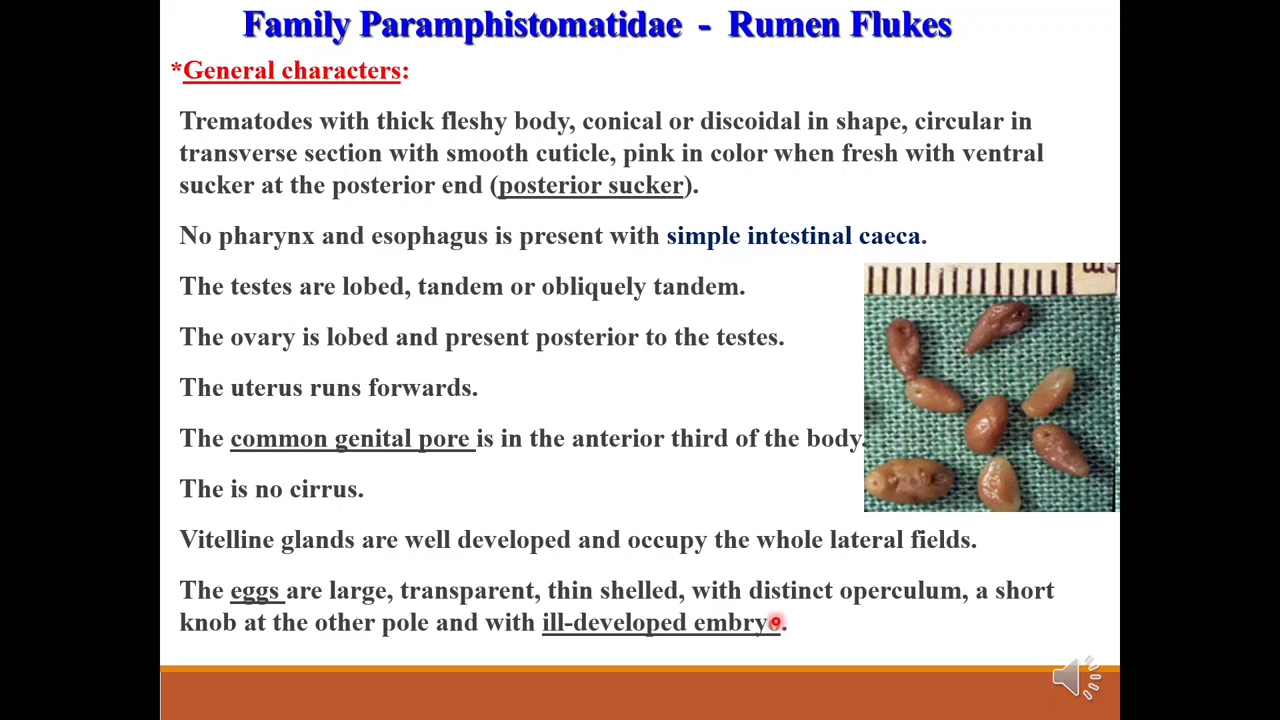 Family Paramphistomatidae - Rumen Flukes
*General characters:
Trematodes with thick fleshy body, conical or discoidal in shape, circular in
transverse section with smooth cuticle, pink in color when fresh with ventral
sucker at the posterior end (posterior sucker).
No pharynx and esophagus is present with simple intestinal caeca.
The testes are lobed, tandem or obliquely tandem.
The ovary is lobed and present posterior to the testes.
The uterus runs forwards.
The common genital pore is in the anterior third of the body.
The is no cirrus.
Vitelline glands are well developed and occupy the whole lateral fields.
The eggs are large, transparent, thin shelled, with distinct operculum, a short
knob at the other pole and with ill-developed embryo.
cm